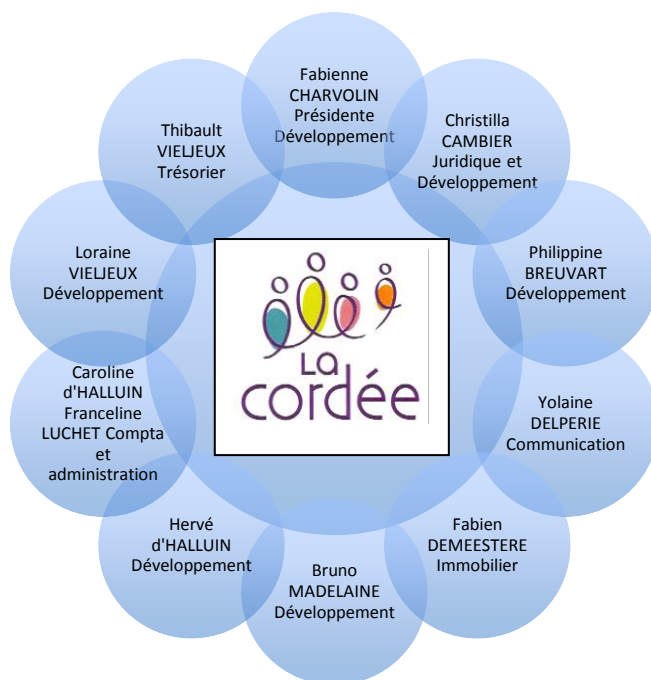 Fabienne
CHARVOLIN
Présidente
Développement
Christilla
CAMBIER
Juridique et
Développement
Philippine
BREUVART
Développement
Yolaine
DELPERIE
Communication
Fabien
DEMEESTERE
Immobilier
Bruno
MADELAINE
Développement
Hervé
d'HALLUIN
Développement
Caroline
d'HALLUIN
Franceline
LUCHET Compta
et
administration
Loraine
VIELJEUX
Développement
Thibault
VIELJEUX
Trésorier
La
cordée